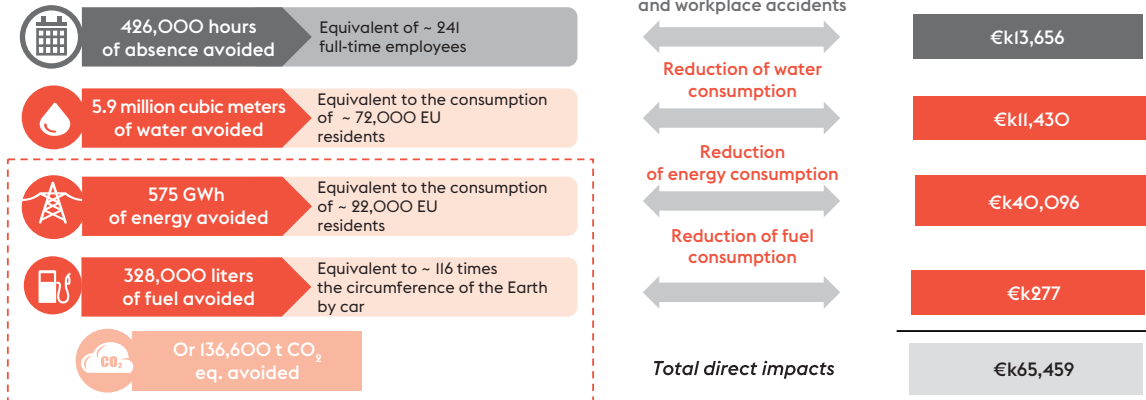 and workplace accidents
426,000 hours
of absence avoided
Equivalent of ~ 241
full-time employees
€k13,656
Reduction of water
consumption
5.9 million cubic meters
of water avoided
Equivalent to the consumption
of ~ 72,000 EU
residents
€k11,430
Reduction
of energy consumption
575 GWh
of energy avoided
Equivalent to the consumption
of ~ 22,000 EU
residents
€k40,096
Reduction of fuel
consumption
328,000 liters
of fuel avoided
Equivalent to ~ 116 times
the circumference of the Earth
by car
€k277
CO₂
Or 136,600 t CO₂
eq. avoided
Total direct impacts
€k65,459